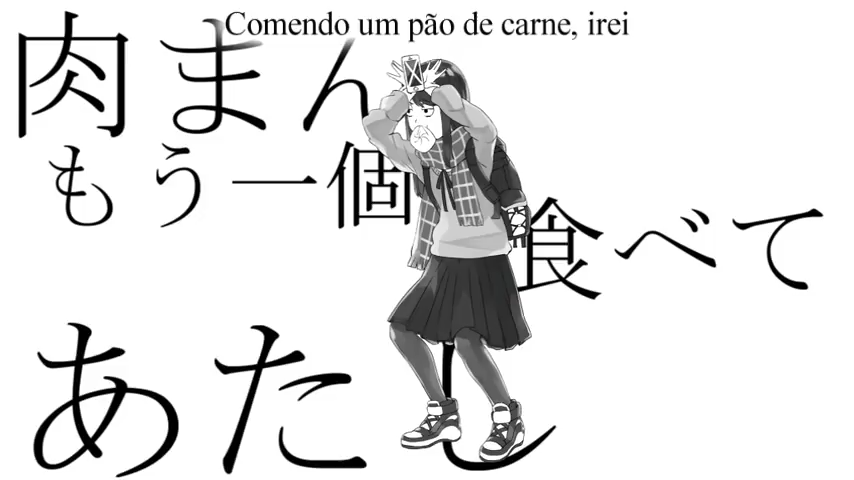 Comendo um pão de carne, irei
肉まん
もう一個
食べて
あたし